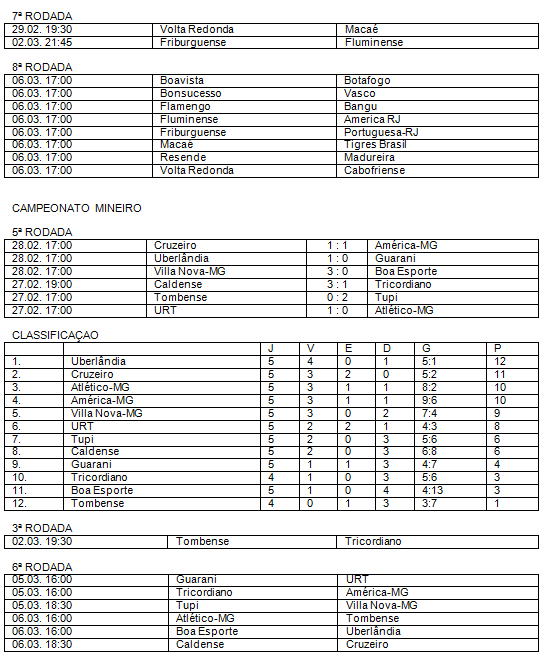 7ª RODADA
29.02. 19:30 Volta Redonda Macaé
02.03. 21:45 Friburguense Fluminense
8ª RODADA
06.03. 17:00 Boavista Botafogo
06.03. 17:00 Bonsucesso Vasco
06.03. 17:00 Flamengo Bangu
06.03. 17:00 Fluminense America RJ
06.03. 17:00 Friburguense Portuguesa-RJ
06.03. 17:00 Macaé Tigres Brasil
06.03. 17:00 Resende Madureira
06.03. 17:00 Volta Redonda Cabofriense
CAMPEONATO MINEIRO
5ª RODADA
28.02. 17:00 Cruzeiro 1 : 1 América-MG
28.02. 17:00 Uberlândia 1 : 0 Guarani
28.02. 17:00 Villa Nova-MG 3 : 0 Boa Esporte
27.02. 19:00 Caldense 3 : 1 Tricordiano
27.02. 17:00 Tombense 0 : 2 Tupi
27.02. 17:00 URT 1 : 0 Atlético-MG
CLASSIFICAÇAO
J V E D G P
1. Uberlândia 5 4 0 1 5:1 12
2. Cruzeiro 5 3 2 0 5:2 11
3. Atlético-MG 5 3 1 1 8:2 10
4. América-MG 5 3 1 1 9:6 10
5. Villa Nova-MG 5 3 0 2 7:4 9
6. URT 5 2 2 1 4:3 8
7. Tupi 5 2 0 3 5:6 6
8. Caldense 5 2 0 3 6:8 6
9. Guarani 5 1 1 3 4:7 4
10. Tricordiano 4 1 0 3 5:6 3
11. Boa Esporte 5 1 0 4 4:13 3
12. Tombense 4 0 1 3 3:7 1
3ª RODADA
02.03. 19:30 Tombense Tricordiano
6ª RODADA
05.03. 16:00 Guarani URT
05.03. 16:00 Tricordiano América-MG
05.03. 18:30 Tupi Villa Nova-MG
06.03. 16:00 Atlético-MG Tombense
06.03. 16:00 Boa Esporte Uberlândia
06.03. 18:30 Caldense Cruzeiro